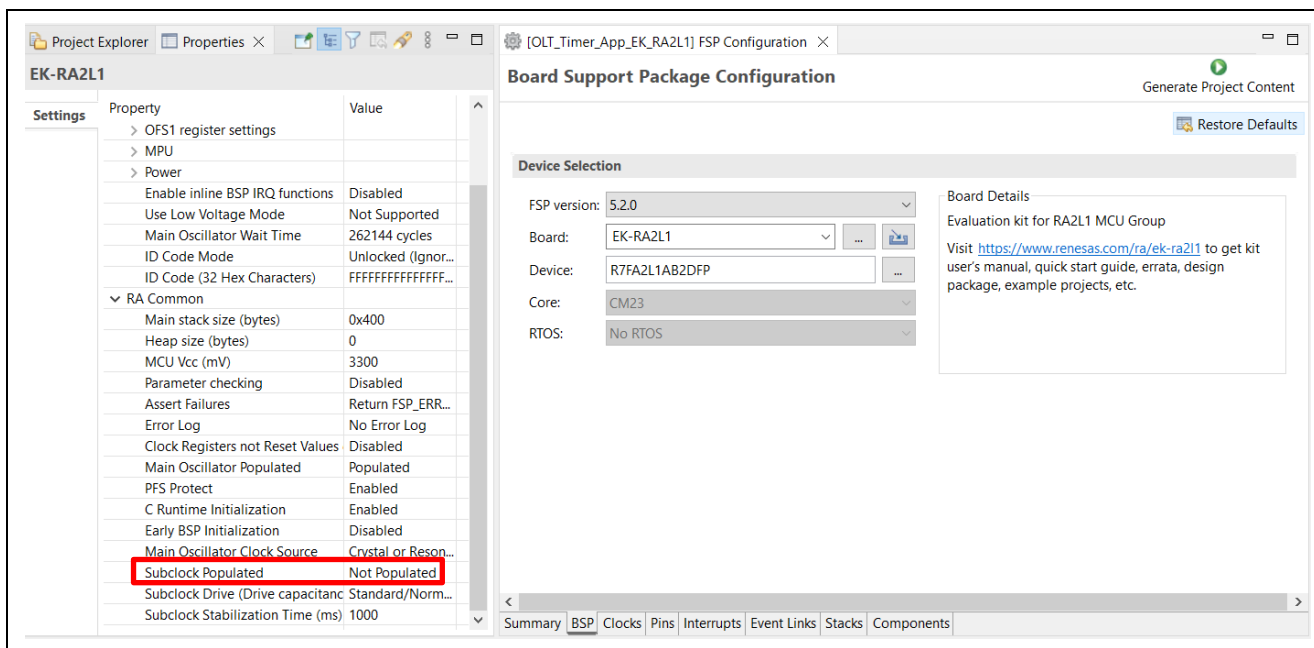 Project Explorer Properties
EK-RA2L1
Settings
Property Value
OFS1 register settings
MPU
Power
Enable inline BSP IRQ functions Disabled
Use Low Voltage Mode Not Supported
Main Oscillator Wait Time 262144 cycles
ID Code Mode Unlocked (Ignor...
ID Code (32 Hex Characters) FFFFFFFFFFFFFFF...
RA Common
Main stack size (bytes) 0x400
Heap size (bytes) 0
MCU Vcc (mV) 3300
Parameter checking Disabled
Assert Failures Return FSP_ERR...
Error Log No Error Log
Clock Registers not Reset Values Disabled
Main Oscillator Populated Populated
PFS Protect Enabled
C Runtime Initialization Enabled
Early BSP Initialization Disabled
Main Oscillator Clock Source Crystal or Reson...
Subclock Populated Not Populated
Subclock Drive (Drive capacitanc Standard/Norm...
Subclock Stabilization Time (ms) 1000
[OLT_Timer_App_EK_RA2L1] FSP Configuration
Board Support Package Configuration
Generate Project Content
Restore Defaults
Device Selection
FSP version: 5.2.0
Board: EK-RA2L1 ...
Device: R7FA2L1AB2DFP ...
Core: CM23
RTOS: No RTOS
Board Details
Evaluation kit for RA2L1 MCU Group
Visit https://www.renesas.com/ra/ek-ra2l1 to get kit
user's manual, quick start guide, errata, design
package, example projects, etc.
Summary BSP Clocks Pins Interrupts Event Links Stacks Components